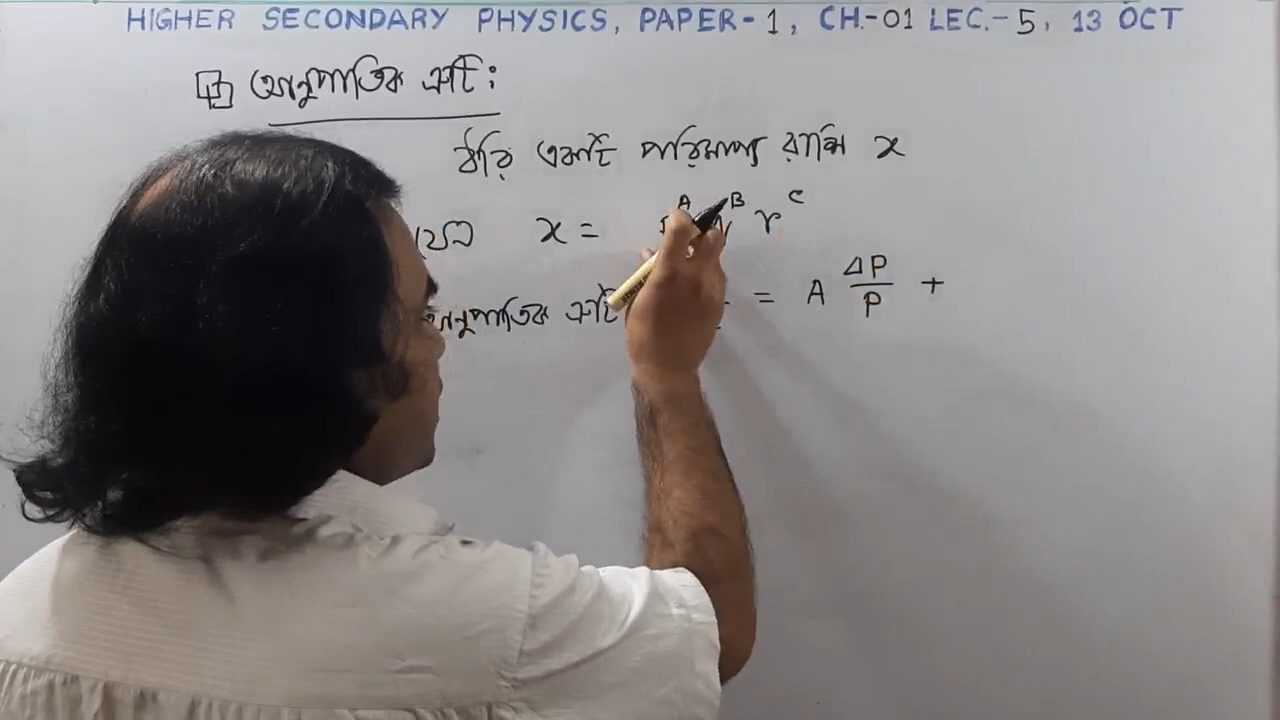 HIGHER SECONDARY PHYSICS, PAPER-1, CH.-01 LEC.-5, 13 OCT
আনুপাতিক ত্রুটি:
ধরি একটি পরিমাপ্য রাশি x
যেন x = A B r^C
আনুপাতিক ত্রুটি = A ΔP/P +